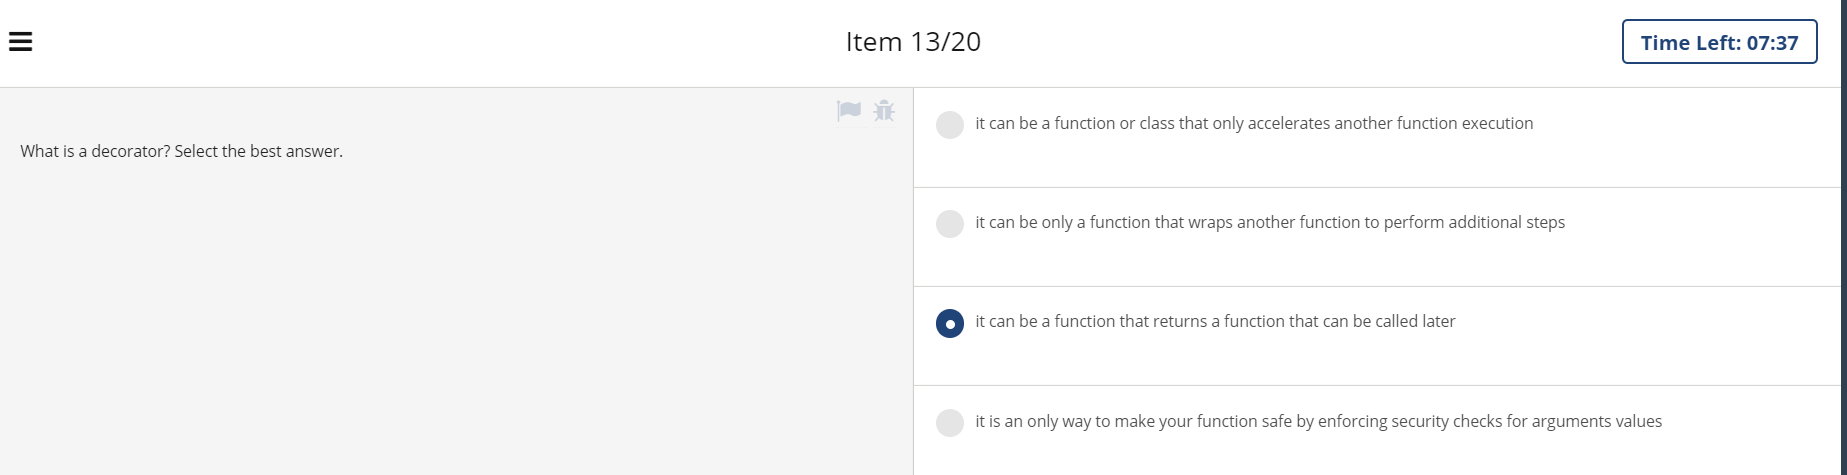 Item 13/20
Time Left: 07:37
What is a decorator? Select the best answer.
it can be a function or class that only accelerates another function execution
it can be only a function that wraps another function to perform additional steps
it can be a function that returns a function that can be called later
it is an only way to make your function safe by enforcing security checks for arguments values